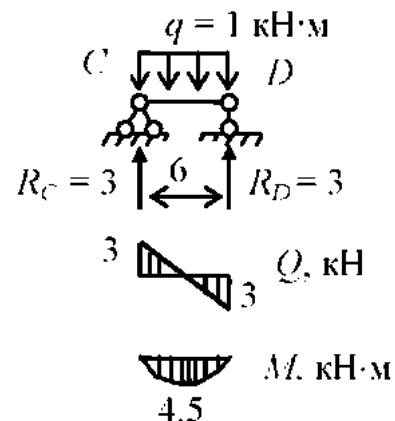 q = 1 кН·м
C D
R_C = 3 6 R_D = 3
3 Q, кН
3
M, кН·м
4.5